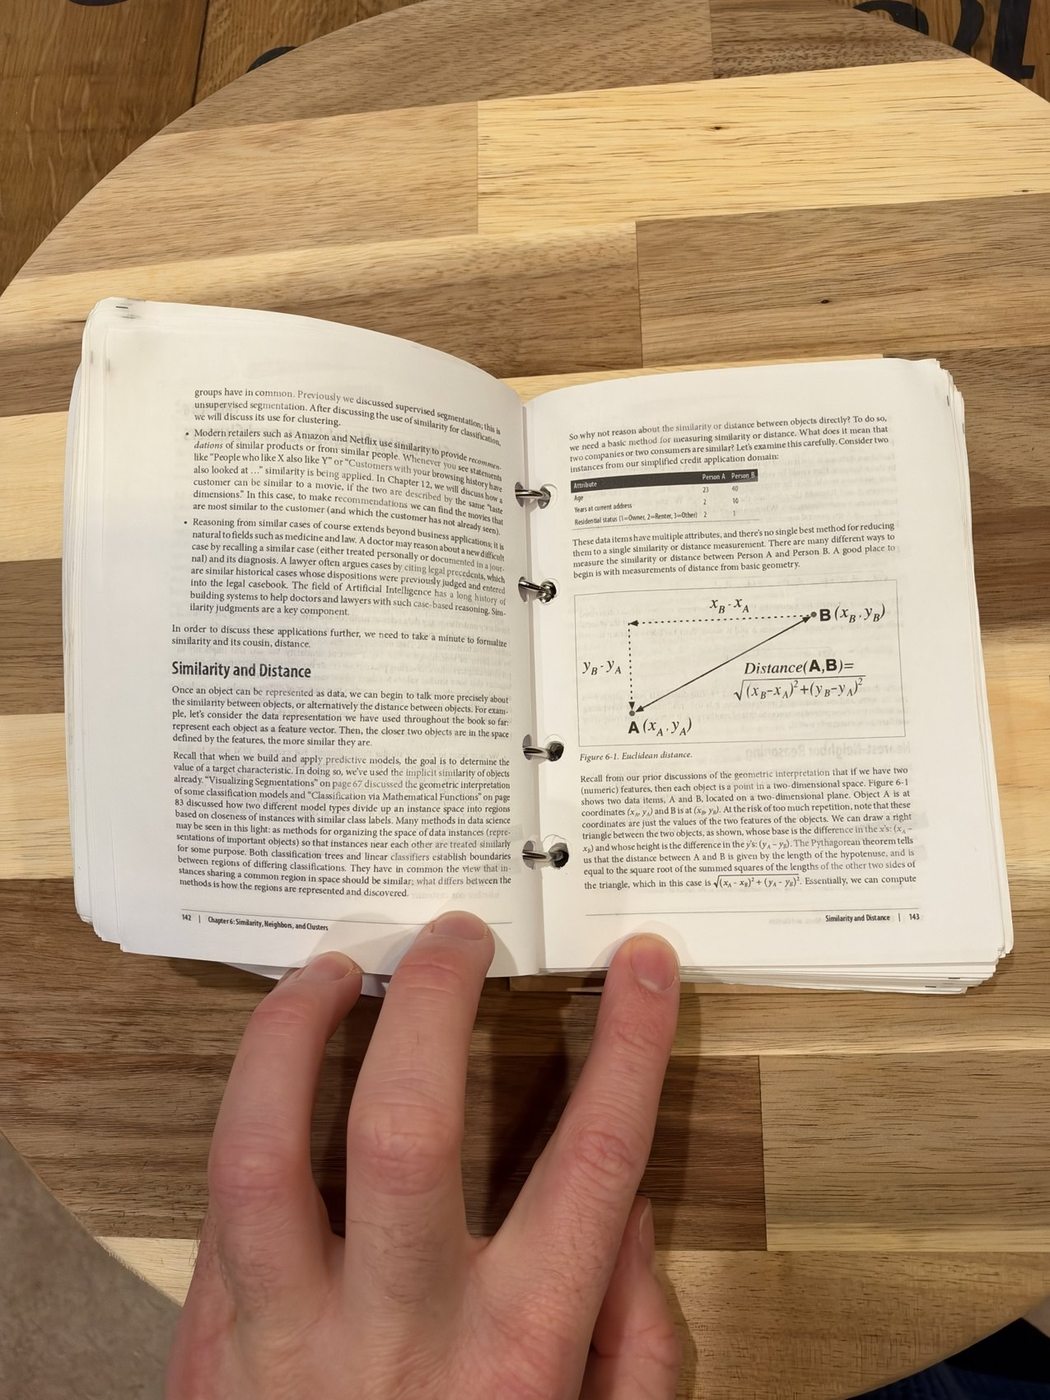 groups have in common. Previously we discussed supervised segmentation; this is
unsupervised segmentation. After discussing the use of similarity for classification,
we will discuss its use for clustering.
• Modern retailers such as Amazon and Netflix use similarity to provide recommen-
dations of similar products or from similar people. Whenever you see statements
like "People who like X also like Y" or "Customers with your browsing history have
also looked at …" similarity is being applied. In Chapter 12, we will discuss how a
customer can be similar to a movie, if the two are described by the same "taste
dimensions." In this case, to make recommendations we can find the movies that
are most similar to the customer (and which the customer has not already seen).
• Reasoning from similar cases of course extends beyond business applications; it is
natural to fields such as medicine and law. A doctor may reason about a new difficult
case by recalling a similar case (either treated personally or documented in a jour-
nal) and its diagnosis. A lawyer often argues cases by citing legal precedents, which
are similar historical cases whose dispositions were previously judged and entered
into the legal casebook. The field of Artificial Intelligence has a long history of
building systems to help doctors and lawyers with such case-based reasoning. Sim-
ilarity judgments are a key component.
In order to discuss these applications further, we need to take a minute to formalize
similarity and its cousin, distance.
Similarity and Distance
Once an object can be represented as data, we can begin to talk more precisely about
the similarity between objects, or alternatively the distance between objects. For exam-
ple, let's consider the data representation we have used throughout the book so far:
represent each object as a feature vector. Then, the closer two objects are in the space
defined by the features, the more similar they are.
Recall that when we build and apply predictive models, the goal is to determine the
value of a target characteristic. In doing so, we've used the implicit similarity of objects
already. "Visualizing Segmentations" on page 67 discussed the geometric interpretation
of some classification models and "Classification via Mathematical Functions" on page
83 discussed how two different model types divide up an instance space into regions
based on closeness of instances with similar class labels. Many methods in data science
may be seen in this light: as methods for organizing the space of data instances (repre-
sentations of important objects) so that instances near each other are treated similarly
for some purpose. Both classification trees and linear classifiers establish boundaries
between regions of differing classifications. They have in common the view that in-
stances sharing a common region in space should be similar; what differs between the
methods is how the regions are represented and discovered.
142 | Chapter 6: Similarity, Neighbors, and Clusters
So why not reason about the similarity or distance between objects directly? To do so,
we need a basic method for measuring similarity or distance. What does it mean that
two companies or two consumers are similar? Let's examine this carefully. Consider two
instances from our simplified credit application domain:
Attribute Person A Person B
Age 23 40
Years at current address 2 10
Residential status (1=Owner, 2=Renter, 3=Other) 2 1
These data items have multiple attributes, and there's no single best method for reducing
them to a single similarity or distance measurement. There are many different ways to
measure the similarity or distance between Person A and Person B. A good place to
begin is with measurements of distance from basic geometry.
x_B - x_A
B (x_B, y_B)
y_B - y_A
Distance(A,B)=
√(x_B−x_A)²+(y_B−y_A)²
A (x_A, y_A)
Figure 6-1. Euclidean distance.
Recall from our prior discussions of the geometric interpretation that if we have two
(numeric) features, then each object is a point in a two-dimensional space. Figure 6-1
shows two data items, A and B, located on a two-dimensional plane. Object A is at
coordinates (x_A, y_A) and B is at (x_B, y_B). At the risk of too much repetition, note that these
coordinates are just the values of the two features of the objects. We can draw a right
triangle between the two objects, as shown, whose base is the difference in the x's: (x_A –
x_B) and whose height is the difference in the y's: (y_A – y_B). The Pythagorean theorem tells
us that the distance between A and B is given by the length of the hypotenuse, and is
equal to the square root of the summed squares of the lengths of the other two sides of
the triangle, which in this case is √(x_A - x_B)² + (y_A - y_B)². Essentially, we can compute
Similarity and Distance | 143